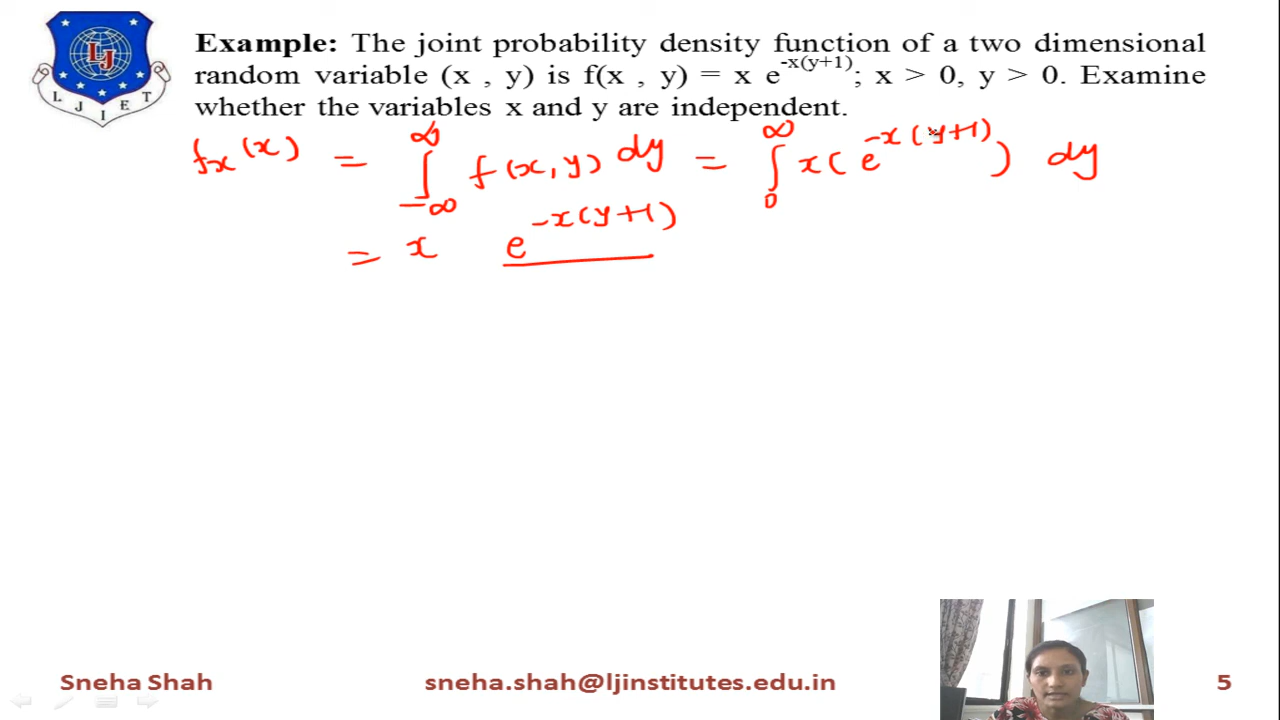 LJ
L J I E T
Example: The joint probability density function of a two dimensional
random variable (x , y) is f(x , y) = x e^-x(y+1); x > 0, y > 0. Examine
whether the variables x and y are independent.
fx(x) = ∫_-∞^∞ f(x,y) dy = ∫_0^∞ x(e^-x(y+1)) dy
= x e^-x(y+1)
Sneha Shah sneha.shah@ljinstitutes.edu.in 5